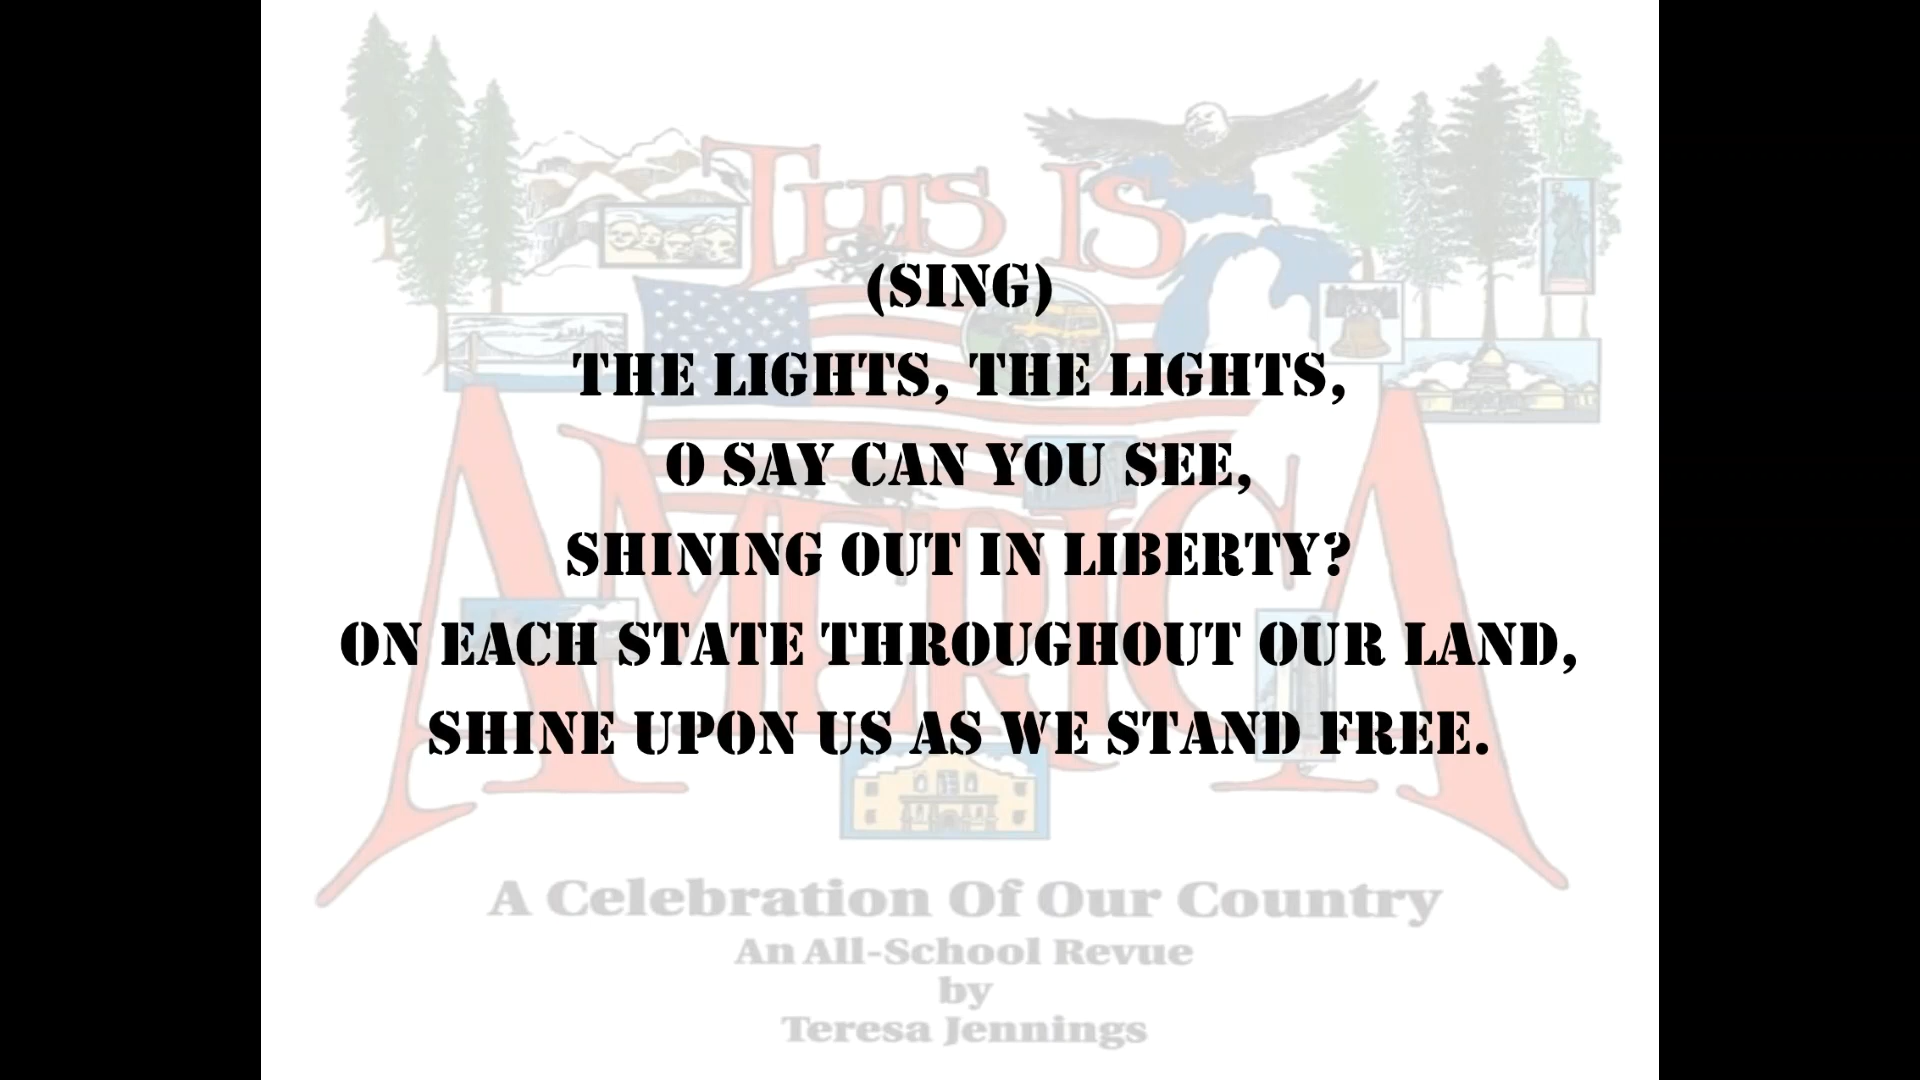 THIS IS
AMERICA
(SING)
THE LIGHTS, THE LIGHTS,
O SAY CAN YOU SEE,
SHINING OUT IN LIBERTY?
ON EACH STATE THROUGHOUT OUR LAND,
SHINE UPON US AS WE STAND FREE.
A Celebration Of Our Country
An All-School Revue
by
Teresa Jennings